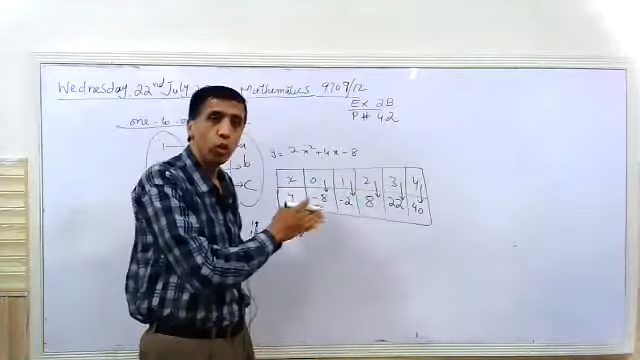 Wednesday 22nd July Mathematics 9709/12
Ex 2B
P# 42
one-to-
1 a
b
c
y = 2x² + 4x - 8
x 0 1 2 3 4
y -8 -2 8 22 40